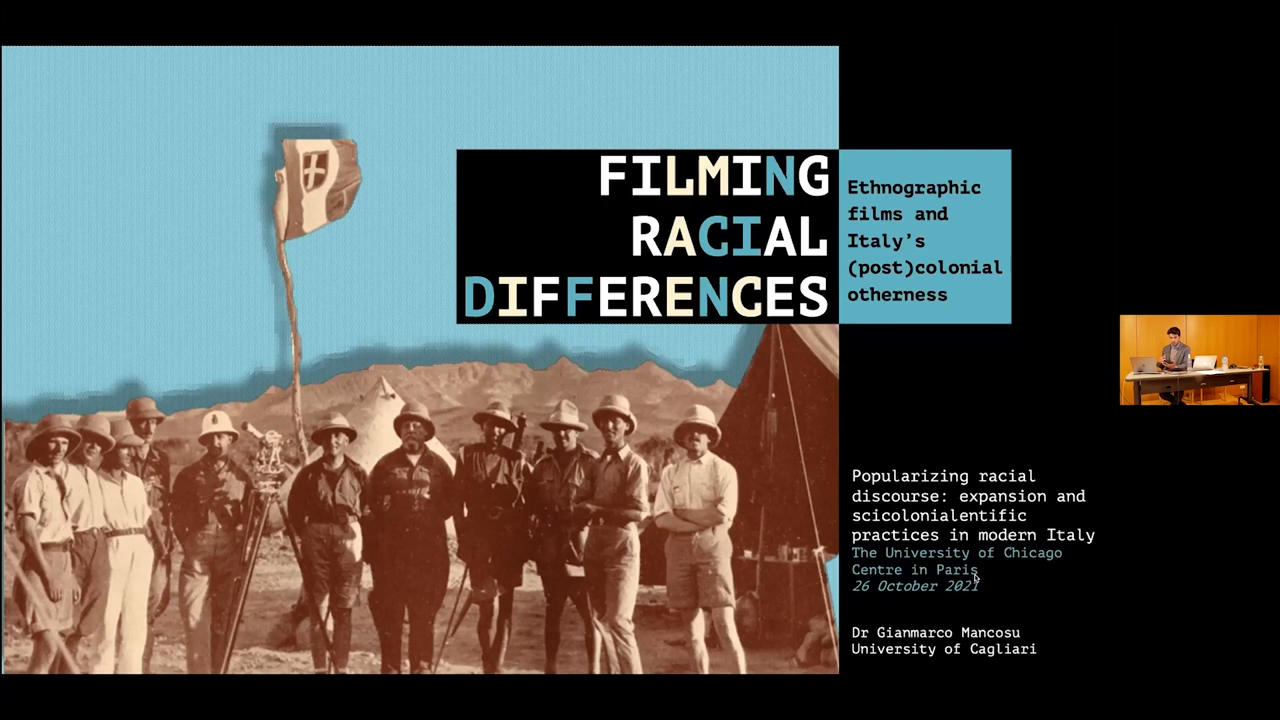 FILMING
RACIAL
DIFFERENCES
Ethnographic
films and
Italy's
(post)colonial
otherness
Popularizing racial
discourse: expansion and
scicolonialentific
practices in modern Italy
The University of Chicago
Centre in Paris
26 October 2021
Dr Gianmarco Mancosu
University of Cagliari